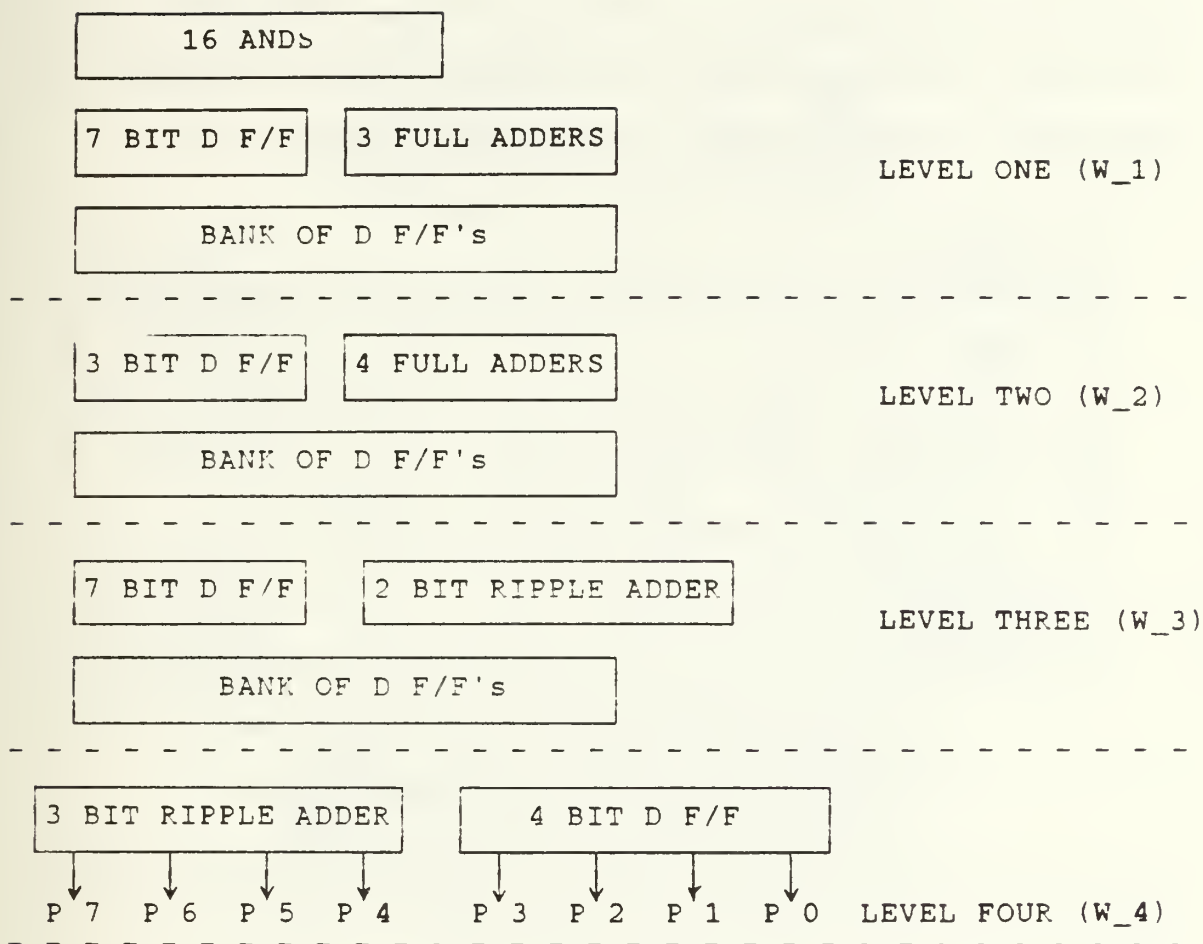 16 ANDS
7 BIT D F/F 3 FULL ADDERS
LEVEL ONE (W_1)
BANK OF D F/F's
3 BIT D F/F 4 FULL ADDERS
LEVEL TWO (W_2)
BANK OF D F/F's
7 BIT D F/F 2 BIT RIPPLE ADDER
LEVEL THREE (W_3)
BANK OF D F/F's
3 BIT RIPPLE ADDER 4 BIT D F/F
P 7 P 6 P 5 P 4 P 3 P 2 P 1 P 0 LEVEL FOUR (W_4)